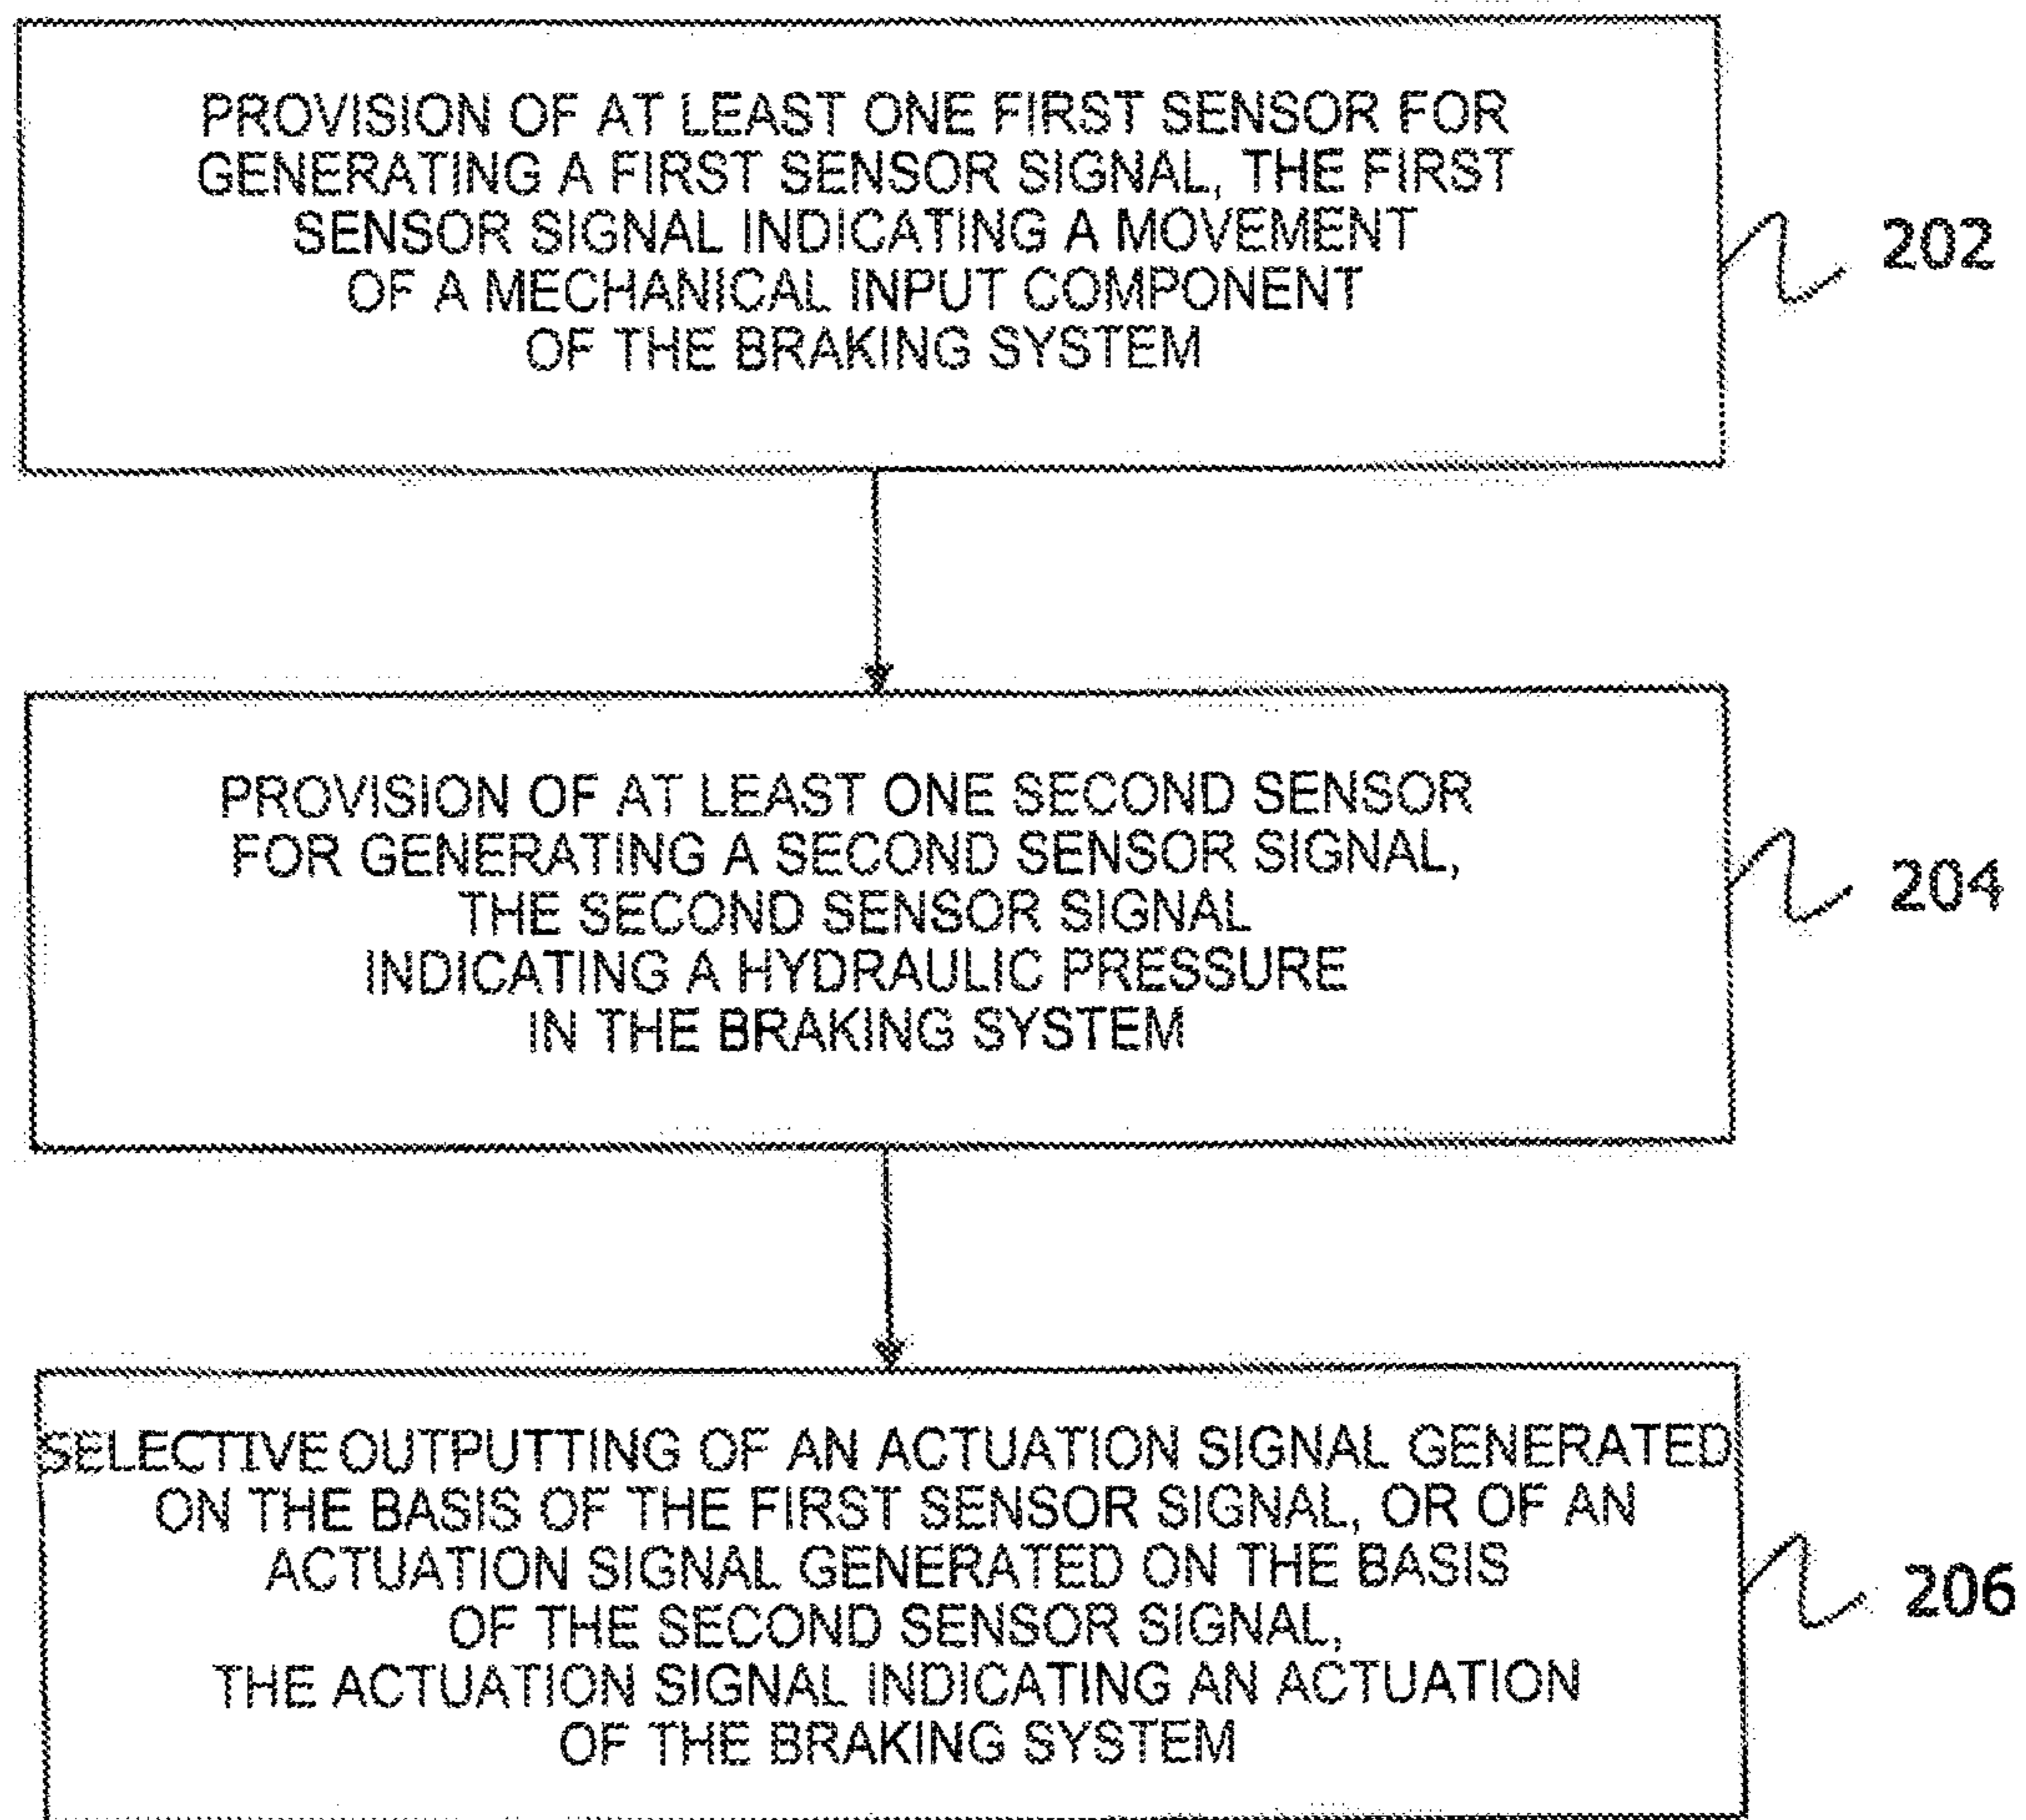 PROVISION OF AT LEAST ONE FIRST SENSOR FOR
GENERATING A FIRST SENSOR SIGNAL, THE FIRST
SENSOR SIGNAL INDICATING A MOVEMENT
OF A MECHANICAL INPUT COMPONENT
OF THE BRAKING SYSTEM
202
PROVISION OF AT LEAST ONE SECOND SENSOR
FOR GENERATING A SECOND SENSOR SIGNAL,
THE SECOND SENSOR SIGNAL
INDICATING A HYDRAULIC PRESSURE
IN THE BRAKING SYSTEM
204
SELECTIVE OUTPUTTING OF AN ACTUATION SIGNAL GENERATED
ON THE BASIS OF THE FIRST SENSOR SIGNAL, OR OF AN
ACTUATION SIGNAL GENERATED ON THE BASIS
OF THE SECOND SENSOR SIGNAL,
THE ACTUATION SIGNAL INDICATING AN ACTUATION
OF THE BRAKING SYSTEM
206